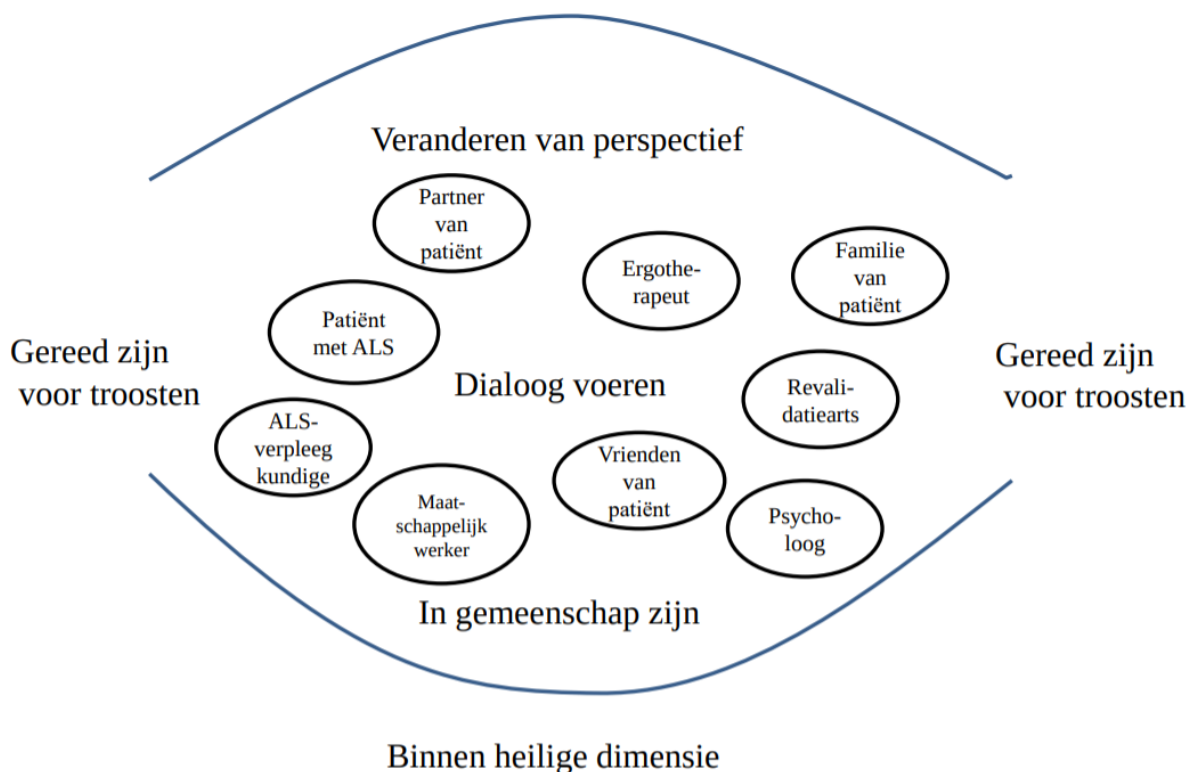 Veranderen van perspectief
Partner
van
patiënt
Ergothe-
rapeut
Familie
van
patiënt
Patiënt
met ALS
Gereed zijn
voor troosten
Dialoog voeren
Gereed zijn
voor troosten
Revali-
datiearts
ALS-
verpleeg
kundige
Vrienden
van
patiënt
Maat-
schappelijk
werker
Psycho-
loog
In gemeenschap zijn
Binnen heilige dimensie